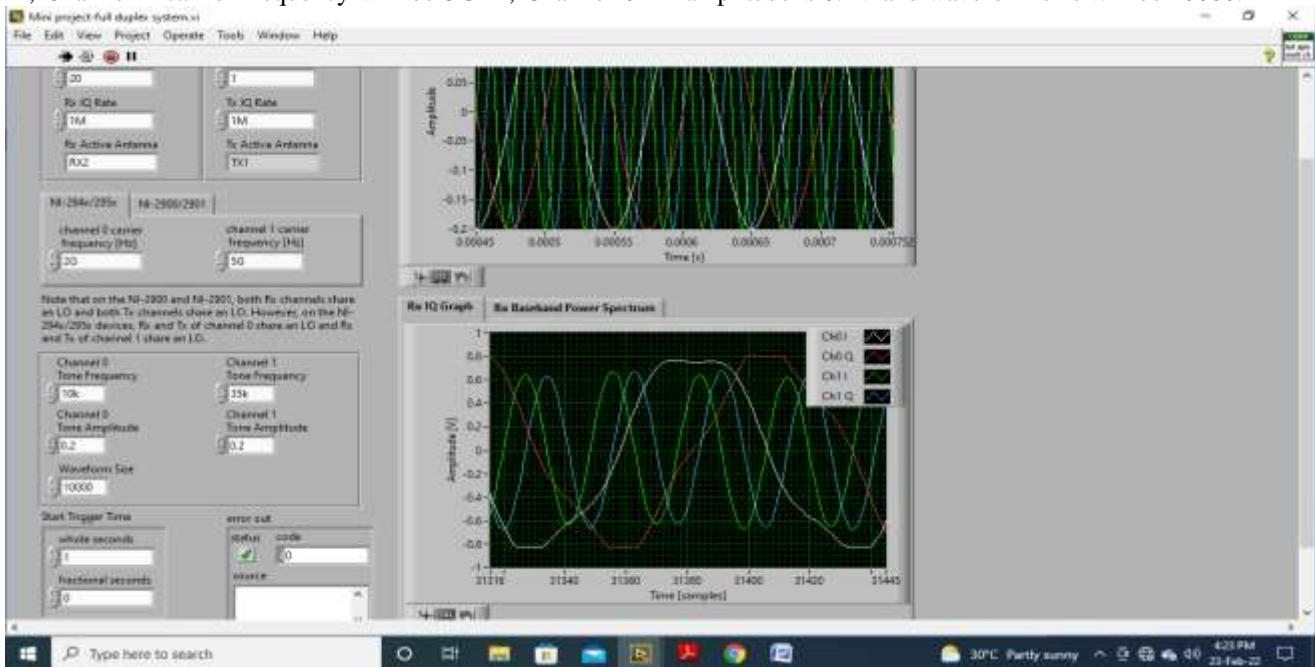 Mini project-full duplex system.vi
File Edit View Project Operate Tools Window Help
20
1
Rx IQ Rate
Tx IQ Rate
1M
1M
Rx Active Antenna
Tx Active Antenna
RX2
TX1
NI-294x/295x
NI-2900/2901
channel 0 carrier frequency [Hz]
channel 1 carrier frequency [Hz]
20
50
Note that on the NI-2900 and NI-2901, both Rx channels share
an LO and both Tx channels share an LO. However, on the NI-
294x/295x devices, Rx and Tx of channel 0 share an LO and Rx
and Tx of channel 1 share an LO.
Channel 0
Tone Frequency
Channel 1
Tone Frequency
10k
35k
Channel 0
Tone Amplitude
Channel 1
Tone Amplitude
0.2
0.2
Waveform Size
10000
Start Trigger Time
whole seconds
1
fractional seconds
0
error out
status code
0
source
Amplitude
0.05
0
-0.05
-0.1
-0.15
-0.2
0.00045 0.0005 0.00055 0.0006 0.00065 0.0007 0.000752
Time [s]
Rx IQ Graph
Rx Baseband Power Spectrum
Ch0 I
Ch0 Q
Ch1 I
Ch1 Q
Amplitude [V]
1
0.8
0.6
0.4
0.2
0
-0.2
-0.4
-0.6
-0.8
-1
31316 31340 31360 31380 31400 31420 31445
Time [samples]
Type here to search
30°C Partly sunny
4:23 PM
23-Feb-22